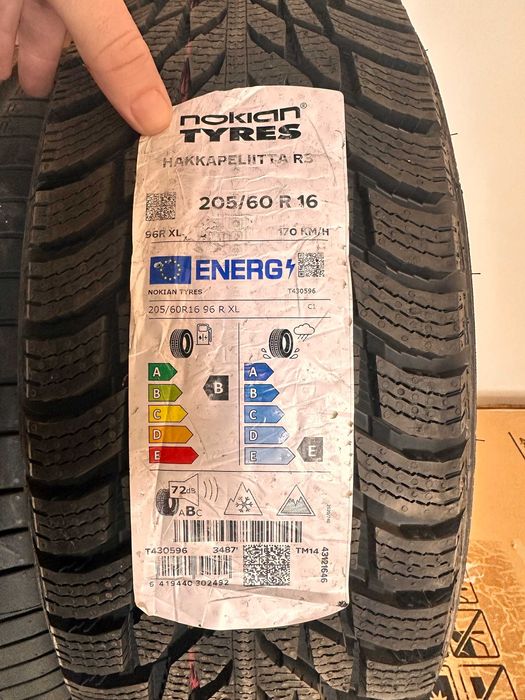 NOKIAN®
TYRES
HAKKAPELIITTA R3
205/60 R 16
96R XL 170 KM/H
ENERG
NOKIAN TYRES T430596
205/60R16 96 R XL C1
A A
B B B
C C
D D
E E E
72dB
ABC
T430596 3487 TM14
6 419440 302492
43121646